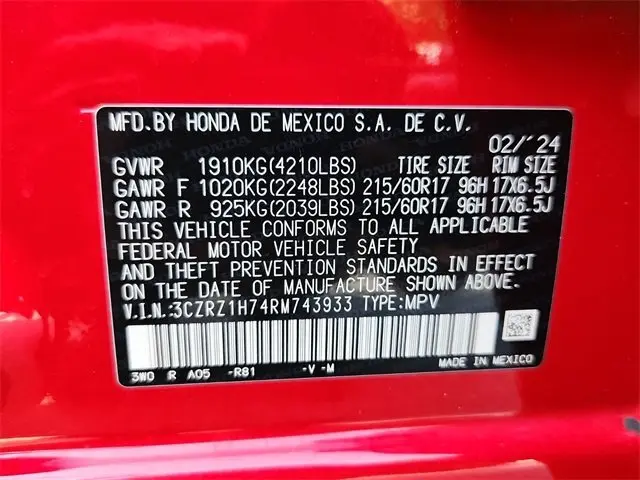 MFD. BY HONDA DE MEXICO S.A. DE C.V.
02/'24
GVWR 1910KG(4210LBS) TIRE SIZE RIM SIZE
GAWR F 1020KG(2248LBS) 215/60R17 96H 17X6.5J
GAWR R 925KG(2039LBS) 215/60R17 96H 17X6.5J
THIS VEHICLE CONFORMS TO ALL APPLICABLE
FEDERAL MOTOR VEHICLE SAFETY
AND THEFT PREVENTION STANDARDS IN EFFECT
ON THE DATE OF MANUFACTURE SHOWN ABOVE.
V.I.N.:3CZRZ1H74RM743933 TYPE:MPV
MADE IN MEXICO
3W0 R A05 -R81 -V -M